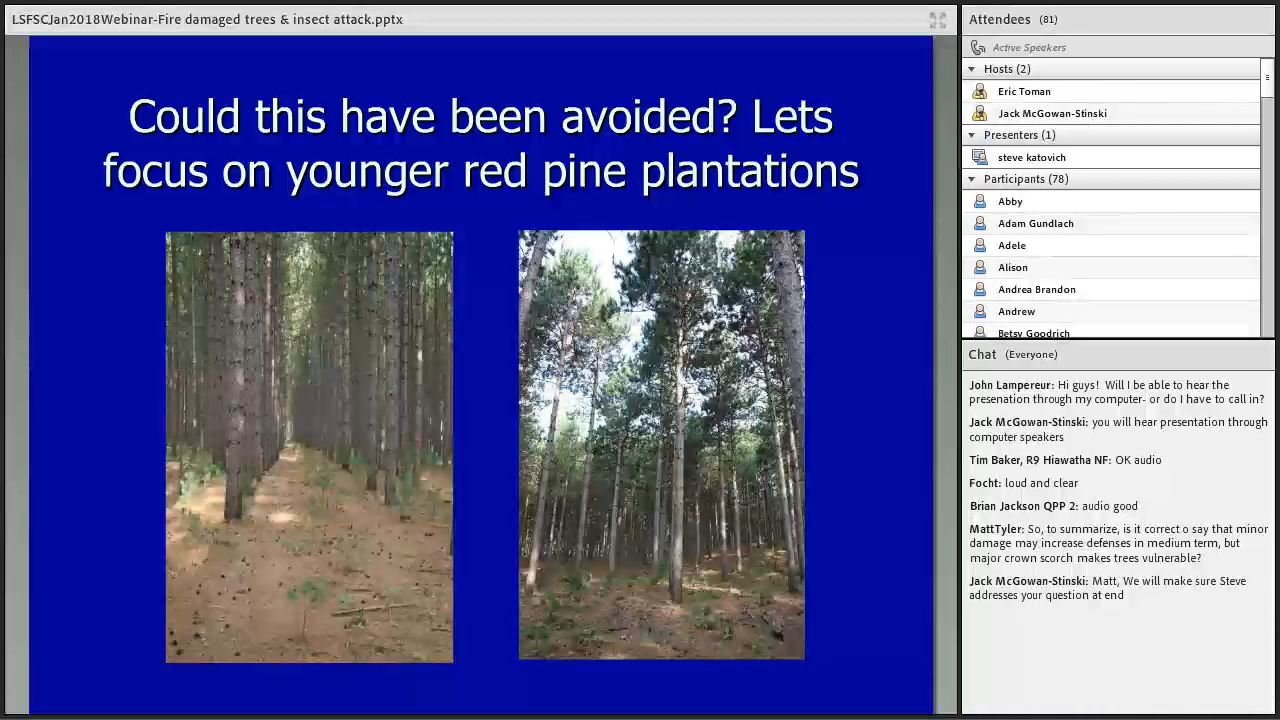 LSFSCJan2018Webinar-Fire damaged trees & insect attack.pptx
Could this have been avoided? Lets
focus on younger red pine plantations
Attendees (81)
Active Speakers
Hosts (2)
Eric Toman
Jack McGowan-Stinski
Presenters (1)
steve katovich
Participants (78)
Abby
Adam Gundlach
Adele
Alison
Andrea Brandon
Andrew
Betsy Goodrich
Chat (Everyone)
John Lampereur: Hi guys! Will I be able to hear the
presenation through my computer- or do I have to call in?
Jack McGowan-Stinski: you will hear presentation through
computer speakers
Tim Baker, R9 Hiawatha NF: OK audio
Focht: loud and clear
Brian Jackson QPP 2: audio good
MattTyler: So, to summarize, is it correct o say that minor
damage may increase defenses in medium term, but
major crown scorch makes trees vulnerable?
Jack McGowan-Stinski: Matt, We will make sure Steve
addresses your question at end